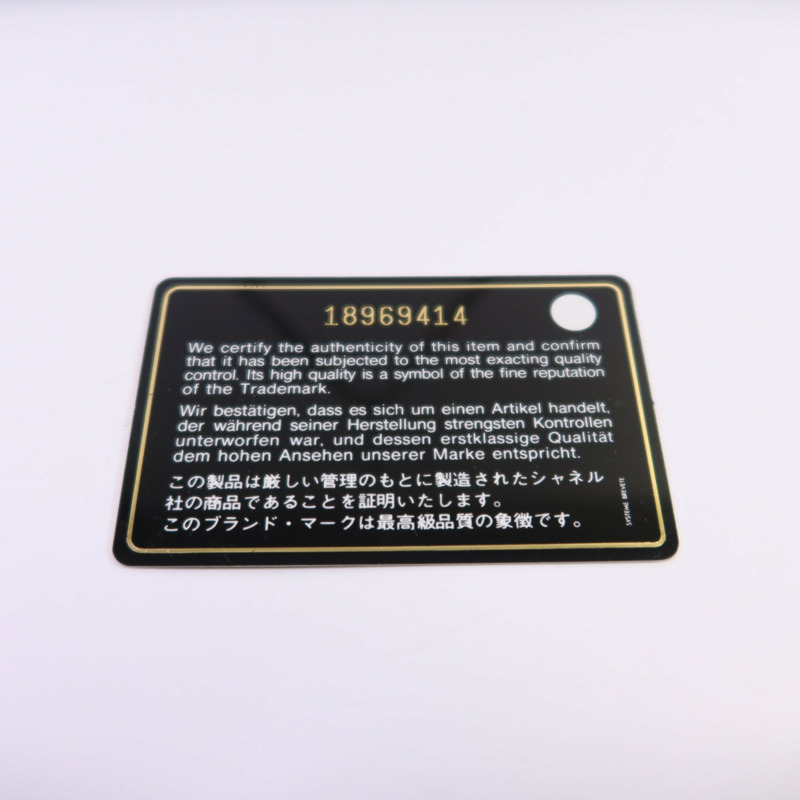 18969414
We certify the authenticity of this item and confirm
that it has been subjected to the most exacting quality
control. Its high quality is a symbol of the fine reputation
of the Trademark.
Wir bestätigen, dass es sich um einen Artikel handelt,
der während seiner Herstellung strengsten Kontrollen
unterworfen war, und dessen erstklassige Qualität
dem hohen Ansehen unserer Marke entspricht.
この製品は厳しい管理のもとに製造されたシャネル
社の商品であることを証明いたします。
このブランド・マークは最高級品質の象徴です。
SYSTEME BREVETE